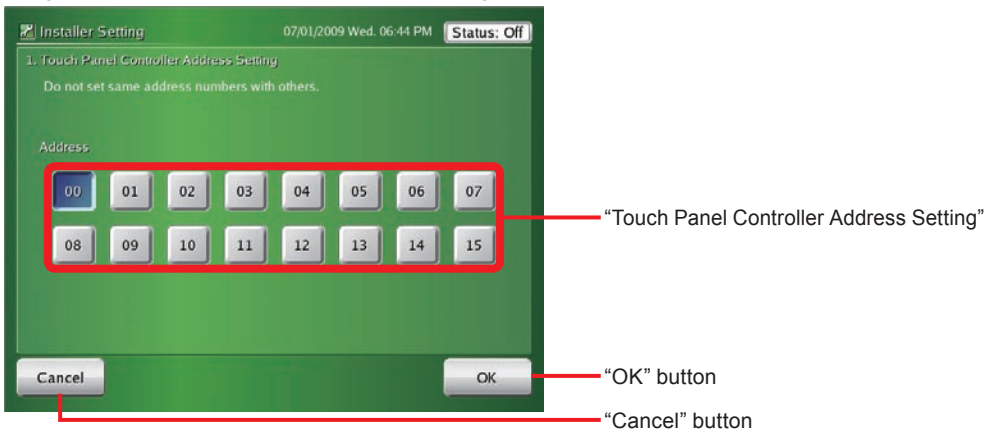 Installer Setting 07/01/2009 Wed. 06:44 PM Status: Off
1. Touch Panel Controller Address Setting
Do not set same address numbers with others.
Address
00 01 02 03 04 05 06 07
“Touch Panel Controller Address Setting”
08 09 10 11 12 13 14 15
Cancel OK
“OK” button
“Cancel” button